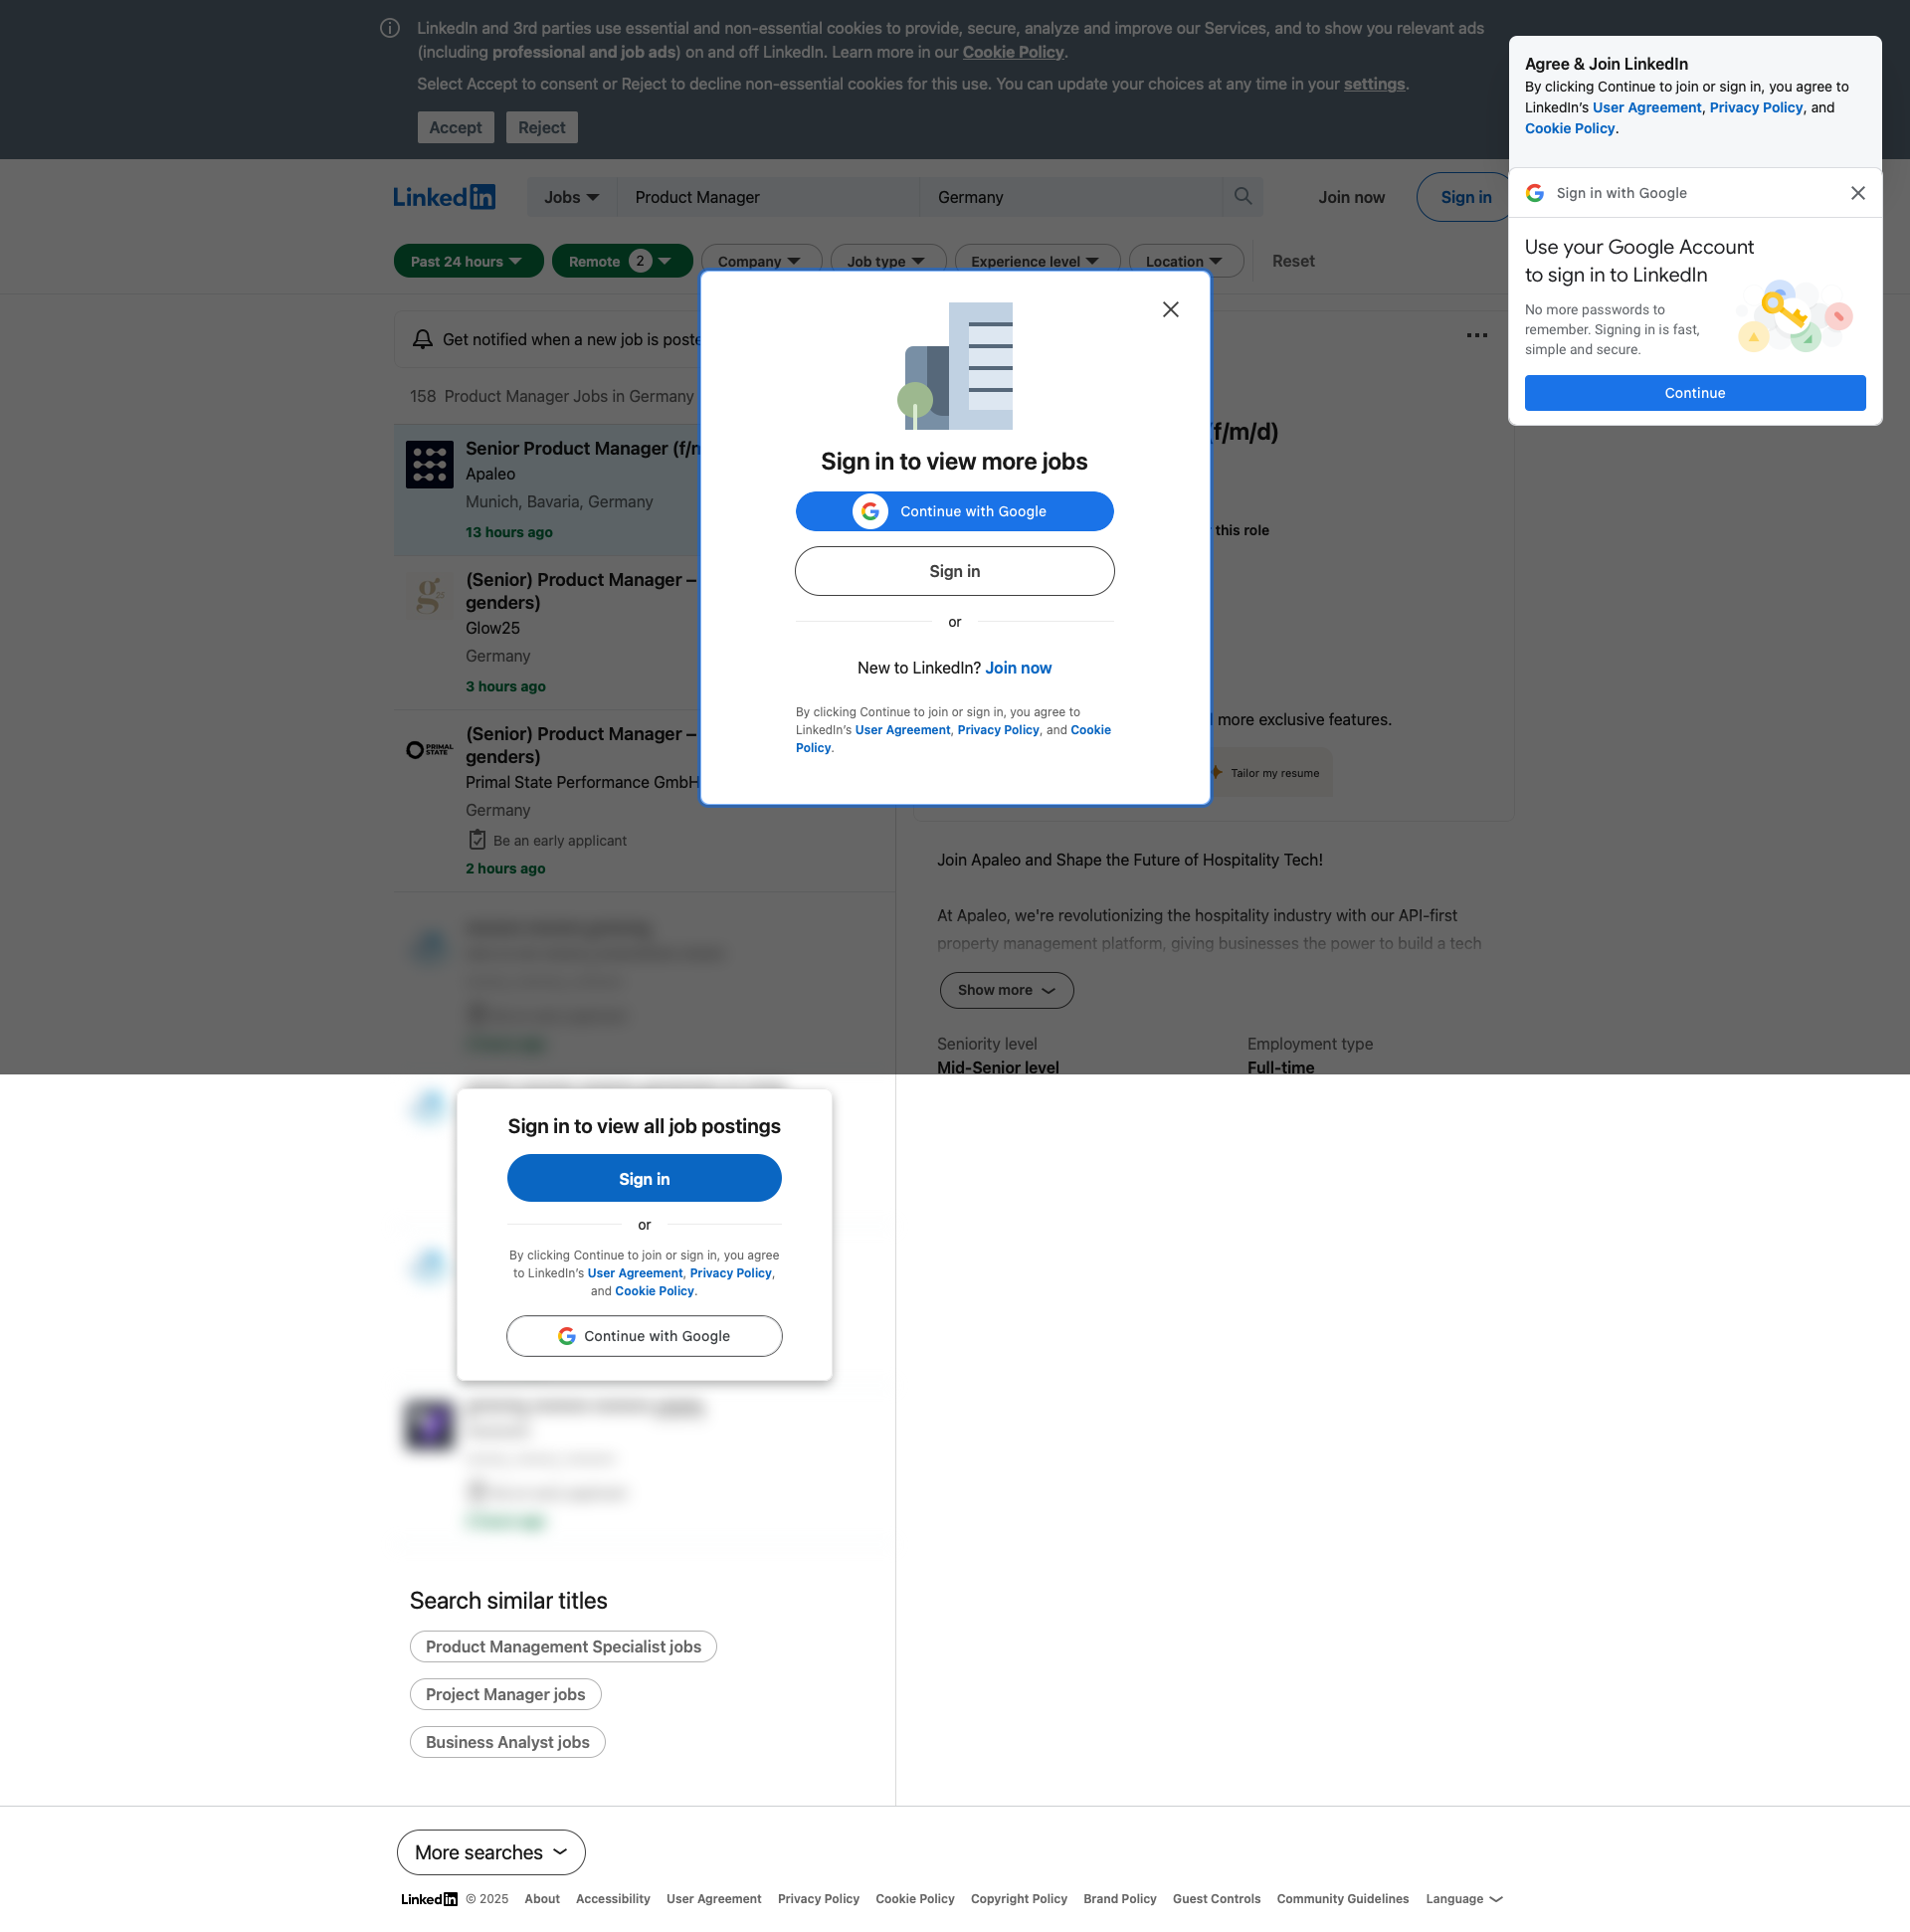 LinkedIn and 3rd parties use essential and non-essential cookies to provide, secure, analyze and improve our Services, and to show you relevant ads
(including professional and job ads) on and off LinkedIn. Learn more in our Cookie Policy.
Select Accept to consent or Reject to decline non-essential cookies for this use. You can update your choices at any time in your settings.
Accept Reject
Agree & Join LinkedIn
By clicking Continue to join or sign in, you agree to
LinkedIn’s User Agreement, Privacy Policy, and
Cookie Policy.
Sign in with Google
Use your Google Account
to sign in to LinkedIn
No more passwords to
remember. Signing in is fast,
simple and secure.
Continue
LinkedIn Jobs Product Manager Germany Join now Sign in
Past 24 hours Remote 2 Company Job type Experience level Location Reset
Get notified when a new job is poste
158 Product Manager Jobs in Germany
Senior Product Manager (f/m
Apaleo
Munich, Bavaria, Germany
13 hours ago
(Senior) Product Manager –
genders)
Glow25
Germany
3 hours ago
PRIMAL
STATE
(Senior) Product Manager –
genders)
Primal State Performance GmbH
Germany
Be an early applicant
2 hours ago
Sign in to view more jobs
Continue with Google
Sign in
or
New to LinkedIn? Join now
By clicking Continue to join or sign in, you agree to
LinkedIn’s User Agreement, Privacy Policy, and Cookie
Policy.
(f/m/d)
this role
more exclusive features.
Tailor my resume
Join Apaleo and Shape the Future of Hospitality Tech!
At Apaleo, we're revolutionizing the hospitality industry with our API-first
property management platform, giving businesses the power to build a tech
Show more
Seniority level Employment type
Mid-Senior level Full-time
Sign in to view all job postings
Sign in
or
By clicking Continue to join or sign in, you agree
to LinkedIn’s User Agreement, Privacy Policy,
and Cookie Policy.
Continue with Google
Search similar titles
Product Management Specialist jobs
Project Manager jobs
Business Analyst jobs
More searches
LinkedIn © 2025 About Accessibility User Agreement Privacy Policy Cookie Policy Copyright Policy Brand Policy Guest Controls Community Guidelines Language